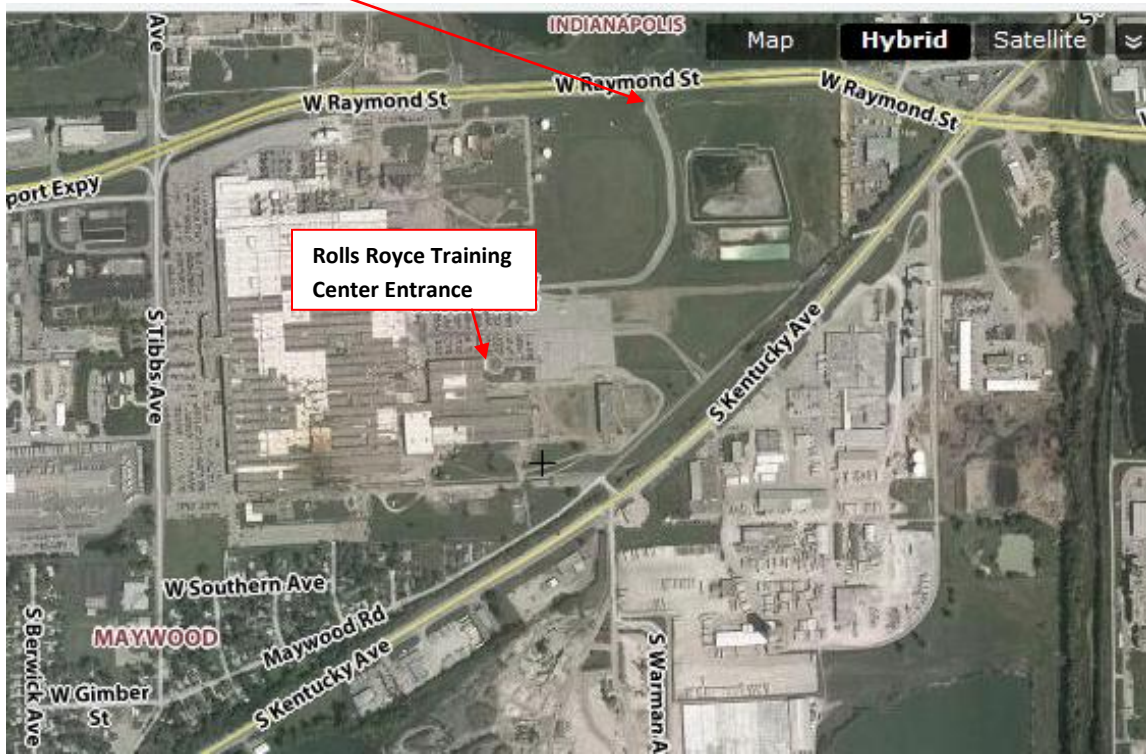 INDIANAPOLIS
Map
Hybrid
Satellite
Ave
W Raymond St
W Raymond St
W Raymond St
port Expy
Rolls Royce Training
Center Entrance
S Tibbs Ave
S Kentucky Ave
W Southern Ave
Maywood Rd
MAYWOOD
S Berwick Ave
W Gimber
St
S Kentucky Ave
S Warman A